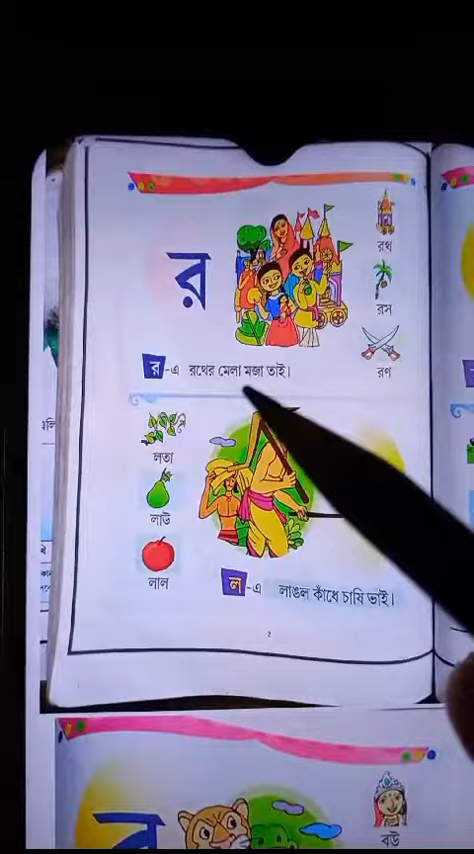 র
রথ
রস
রণ
র-এ রথের মেলা মজা তাই।
লতা
লাউ
লাল
ল-এ লাঙল কাঁধে চাষি ভাই।
২
ব
বউ